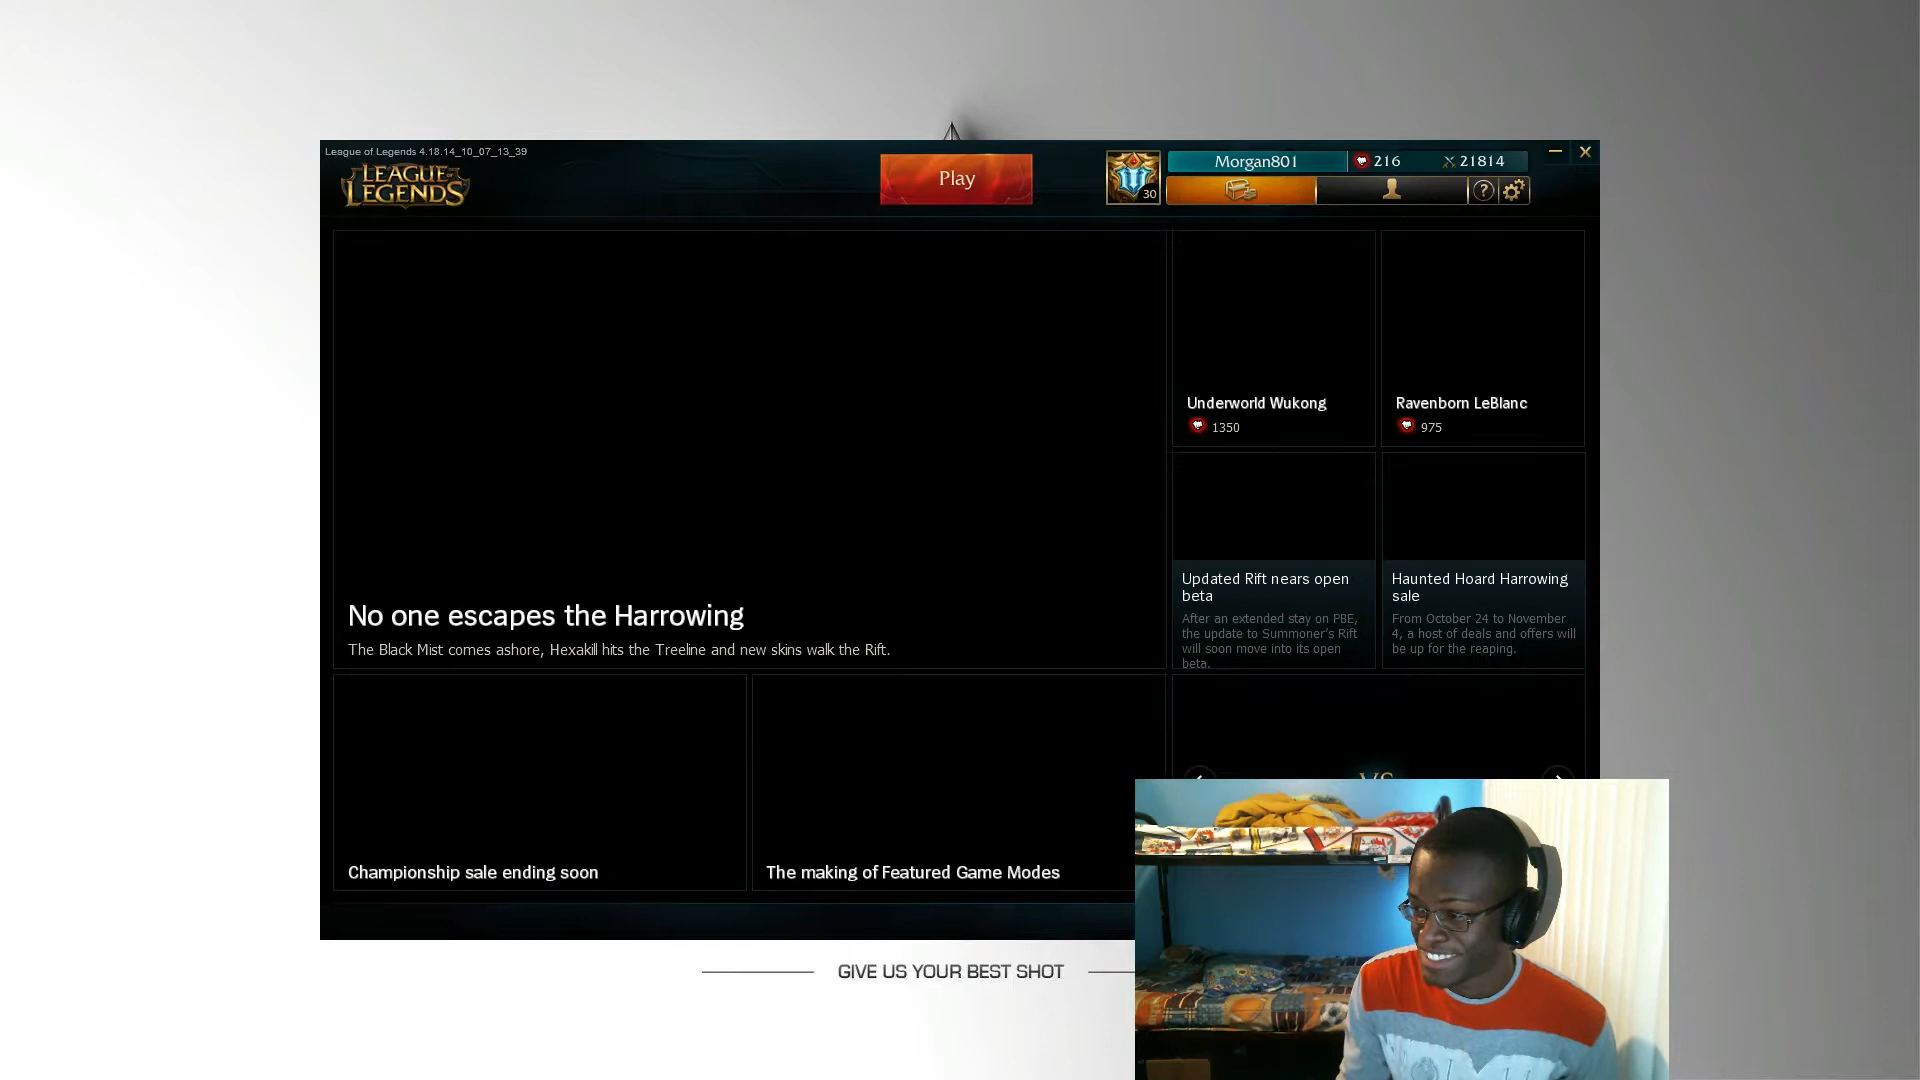 League of Legends 4.18.14_10_07_13_39
LEAGUE OF
LEGENDS
Play
30
Morgan801
216
21814
?
Underworld Wukong
1350
Ravenborn LeBlanc
975
No one escapes the Harrowing
The Black Mist comes ashore, Hexakill hits the Treeline and new skins walk the Rift.
Updated Rift nears open
beta
After an extended stay on PBE,
the update to Summoner's Rift
will soon move into its open
beta.
Haunted Hoard Harrowing
sale
From October 24 to November
4, a host of deals and offers will
be up for the reaping.
VS
Championship sale ending soon
The making of Featured Game Modes
GIVE US YOUR BEST SHOT